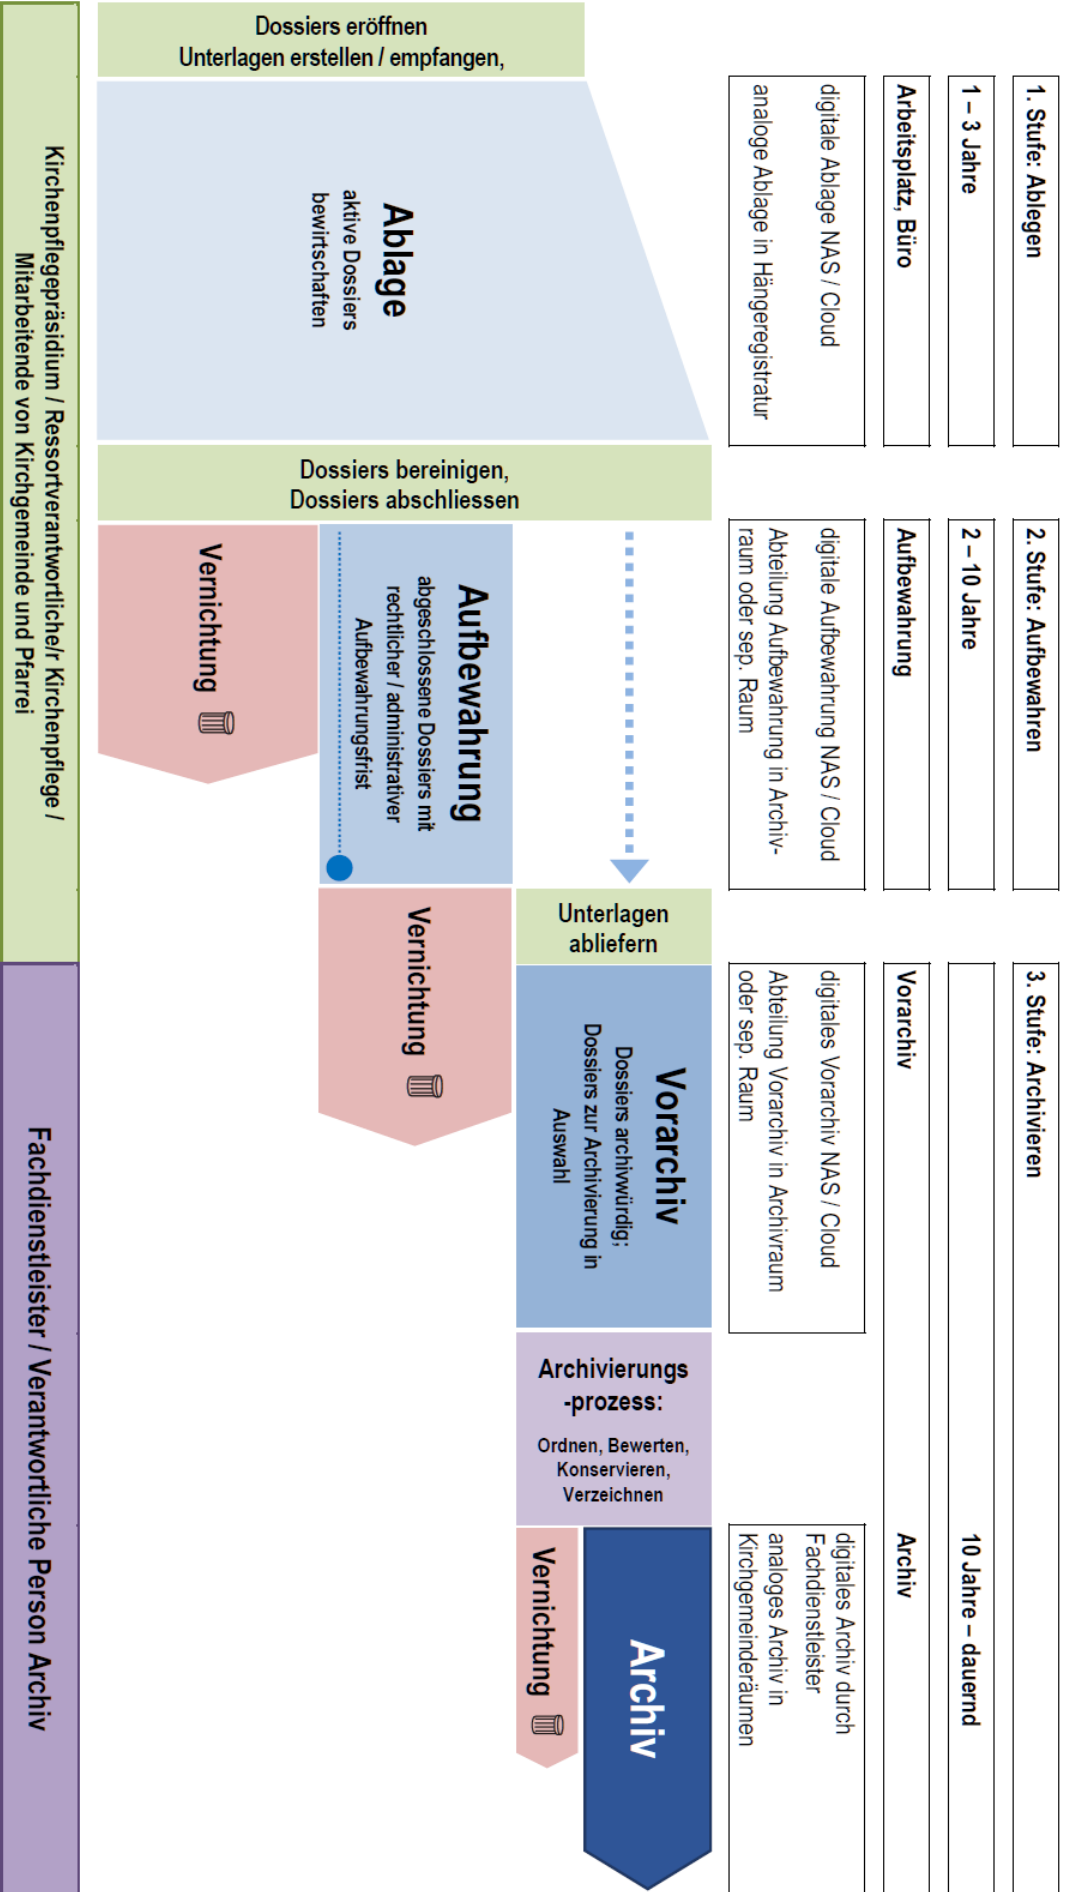 1. Stufe: Ablegen
2. Stufe: Aufbewahren
3. Stufe: Archivieren
1 – 3 Jahre
2 – 10 Jahre
10 Jahre – dauernd
Arbeitsplatz, Büro
Aufbewahrung
Vorarchiv
Archiv
digitale Ablage NAS / Cloud
analoge Ablage in Hängeregistratur
digitale Aufbewahrung NAS / Cloud
Abteilung Aufbewahrung in Archiv-
raum oder sep. Raum
digitales Vorarchiv NAS / Cloud
Abteilung Vorarchiv in Archivraum
oder sep. Raum
digitales Archiv durch
Fachdienstleister
analoges Archiv in
Kirchgemeinderäumen
Dossiers eröffnen
Unterlagen erstellen / empfangen,
Ablage
aktive Dossiers
bewirtschaften
Dossiers bereinigen,
Dossiers abschliessen
Vernichtung
Aufbewahrung
abgeschlossene Dossiers mit
rechtlicher / administrativer
Aufbewahrungsfrist
Vernichtung
Unterlagen
abliefern
Vorarchiv
Dossiers archivwürdig;
Dossiers zur Archivierung in
Auswahl
Archivierungs
-prozess:
Ordnen, Bewerten,
Konservieren,
Verzeichnen
Archiv
Vernichtung
Kirchenpflegepräsidium / Ressortverantwortliche/r Kirchenpflege /
Mitarbeitende von Kirchgemeinde und Pfarrei
Fachdienstleister / Verantwortliche Person Archiv